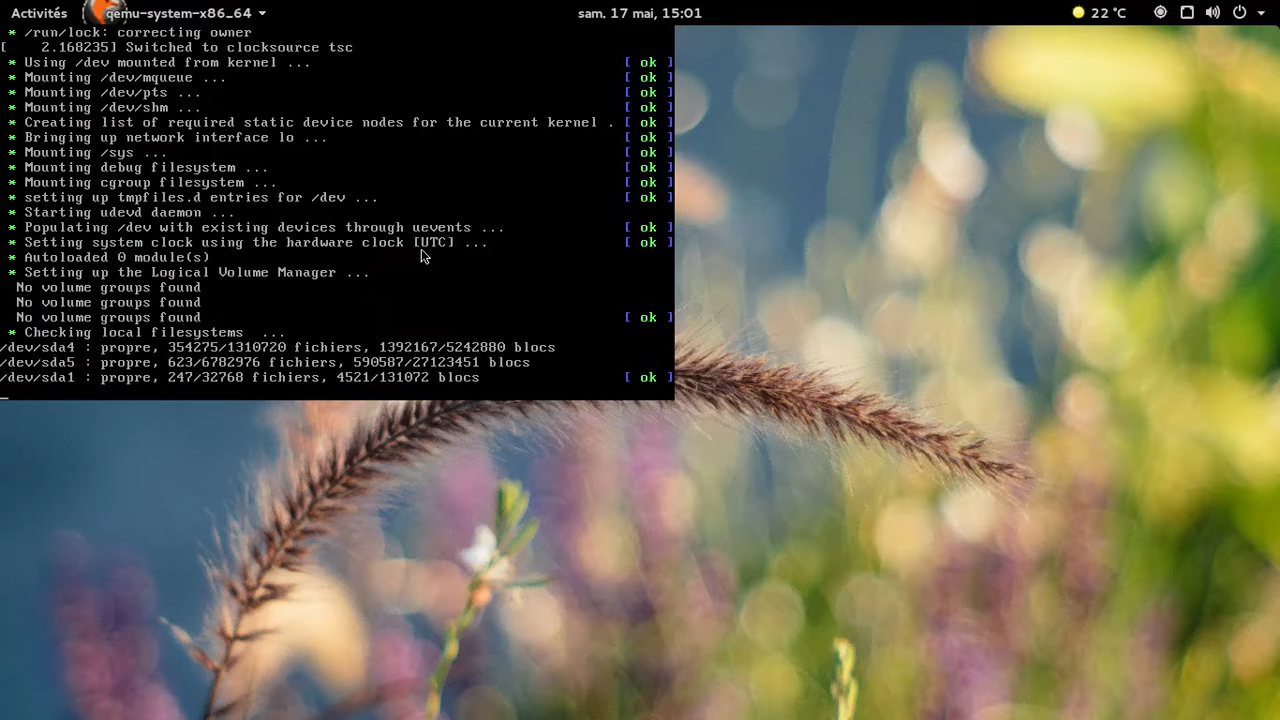 Activités
qemu-system-x86_64
sam. 17 mai, 15:01
22 °C
* /run/lock: correcting owner
[    2.168235] Switched to clocksource tsc
* Using /dev mounted from kernel ... [ ok ]
* Mounting /dev/mqueue ... [ ok ]
* Mounting /dev/pts ... [ ok ]
* Mounting /dev/shm ... [ ok ]
* Creating list of required static device nodes for the current kernel . [ ok ]
* Bringing up network interface lo ... [ ok ]
* Mounting /sys ... [ ok ]
* Mounting debug filesystem ... [ ok ]
* Mounting cgroup filesystem ... [ ok ]
* setting up tmpfiles.d entries for /dev ... [ ok ]
* Starting udevd daemon ... [ ok ]
* Populating /dev with existing devices through uevents ... [ ok ]
* Setting system clock using the hardware clock [UTC] ... [ ok ]
* Autoloaded 0 module(s)
* Setting up the Logical Volume Manager ...
No volume groups found
No volume groups found
No volume groups found [ ok ]
* Checking local filesystems  ...
/dev/sda4 : propre, 354275/1310720 fichiers, 1392167/5242880 blocs
/dev/sda5 : propre, 623/6782976 fichiers, 590587/27123451 blocs
/dev/sda1 : propre, 247/32768 fichiers, 4521/131072 blocs [ ok ]